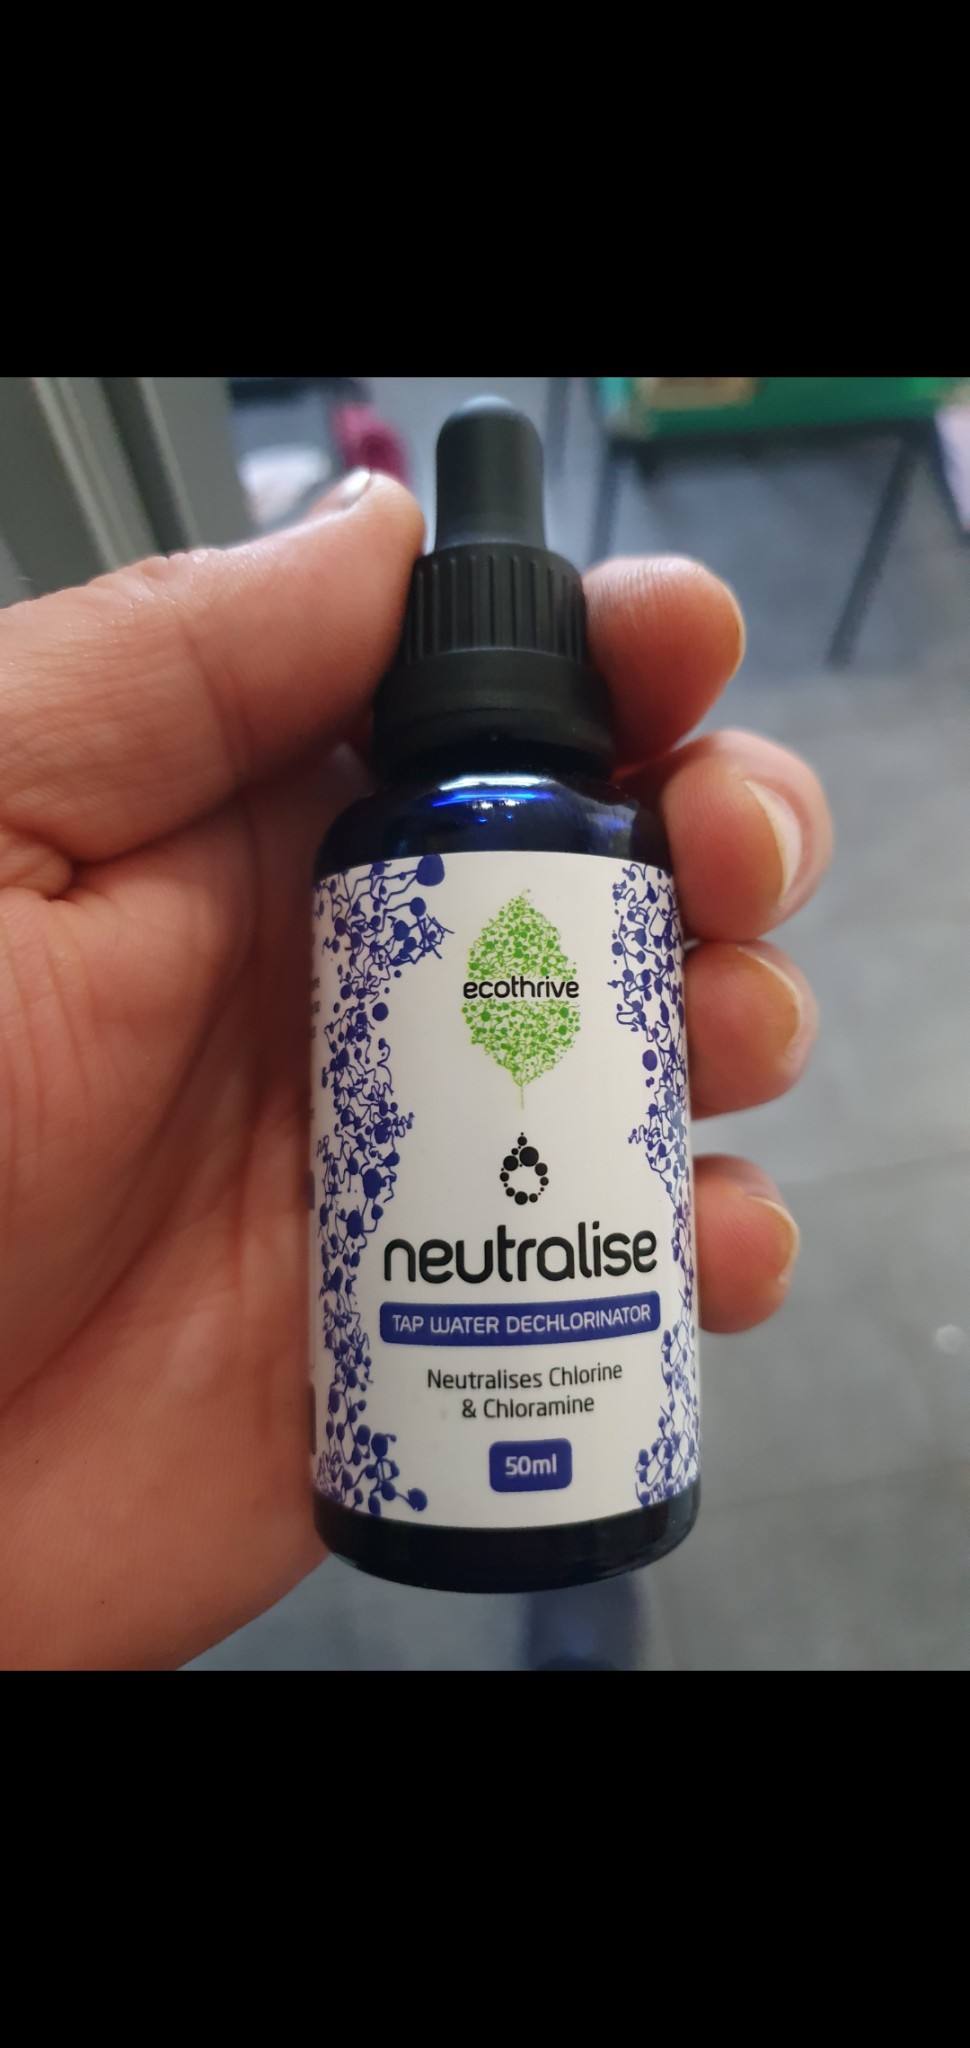 ecothrive
neutralise
TAP WATER DECHLORINATOR
Neutralises Chlorine
& Chloramine
50ml